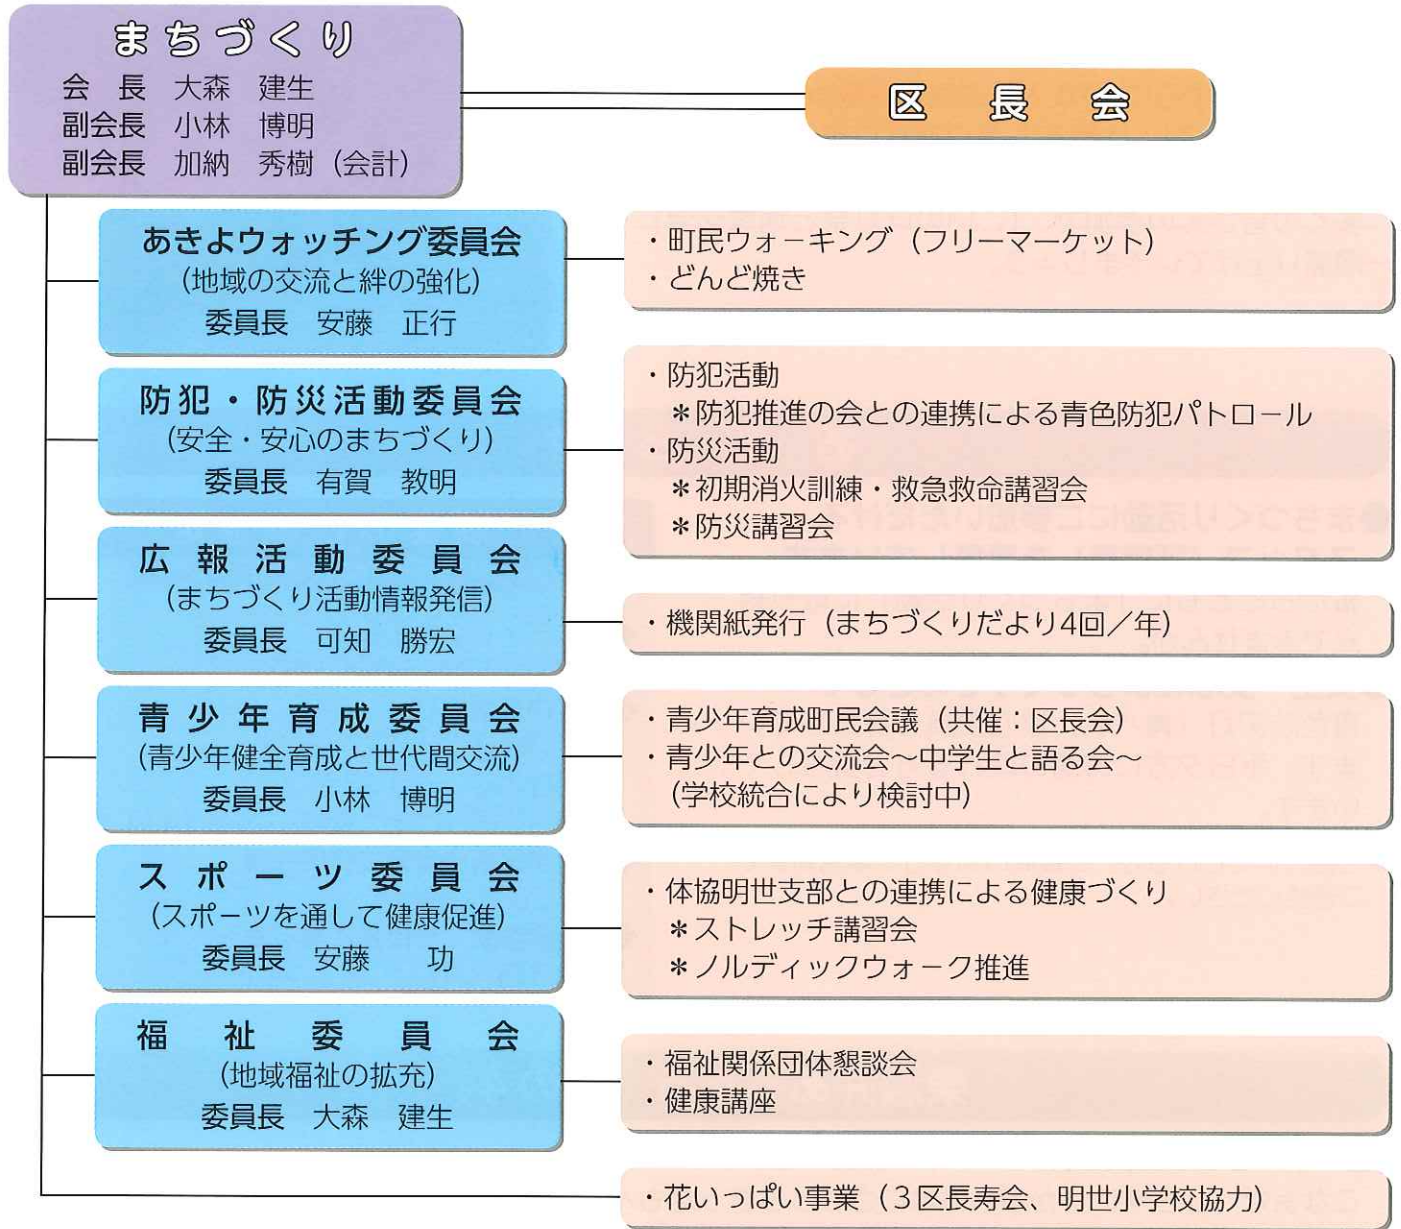 まちづくり
会　長　大森　建生
副会長　小林　博明
副会長　加納　秀樹（会計）
区　長　会
あきよウォッチング委員会
(地域の交流と絆の強化)
委員長　安藤　正行
・町民ウォーキング（フリーマーケット）
・どんど焼き
防犯・防災活動委員会
(安全・安心のまちづくり)
委員長　有賀　教明
・防犯活動
＊防犯推進の会との連携による青色防犯パトロール
・防災活動
＊初期消火訓練・救急救命講習会
＊防災講習会
広報活動委員会
(まちづくり活動情報発信)
委員長　可知　勝宏
・機関紙発行（まちづくりだより4回／年）
青少年育成委員会
(青少年健全育成と世代間交流)
委員長　小林　博明
・青少年育成町民会議（共催：区長会）
・青少年との交流会～中学生と語る会～
(学校統合により検討中)
スポーツ委員会
(スポーツを通して健康促進)
委員長　安藤　　功
・体協明世支部との連携による健康づくり
＊ストレッチ講習会
＊ノルディックウォーク推進
福祉委員会
(地域福祉の拡充)
委員長　大森　建生
・福祉関係団体懇談会
・健康講座
・花いっぱい事業（３区長寿会、明世小学校協力）